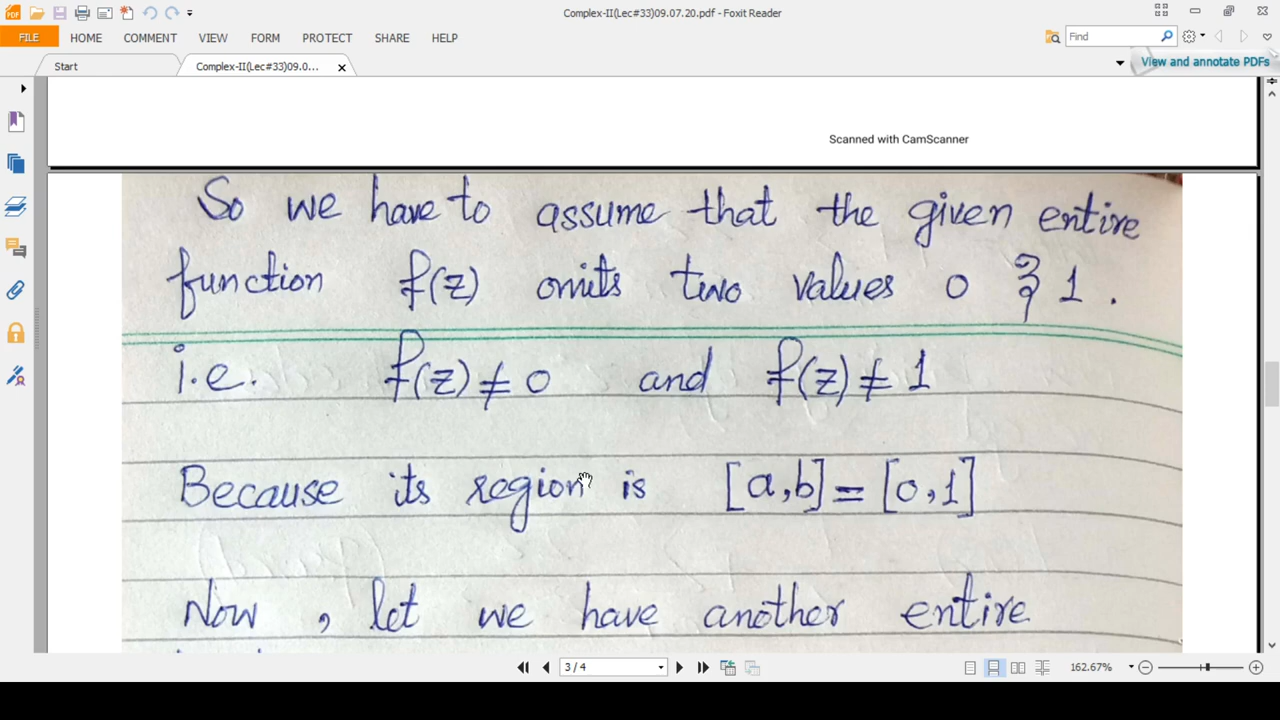 Complex-II(Lec#33)09.07.20.pdf - Foxit Reader
FILE HOME COMMENT VIEW FORM PROTECT SHARE HELP
Find
Start Complex-II(Lec#33)09.0...
View and annotate PDFs
Scanned with CamScanner
So we have to assume that the given entire
function f(z) omits two values 0 & 1 .
i.e. f(z) ≠ 0 and f(z) ≠ 1
Because its region is [a,b] = [0,1]
Now , let we have another entire
3 / 4
162.67%